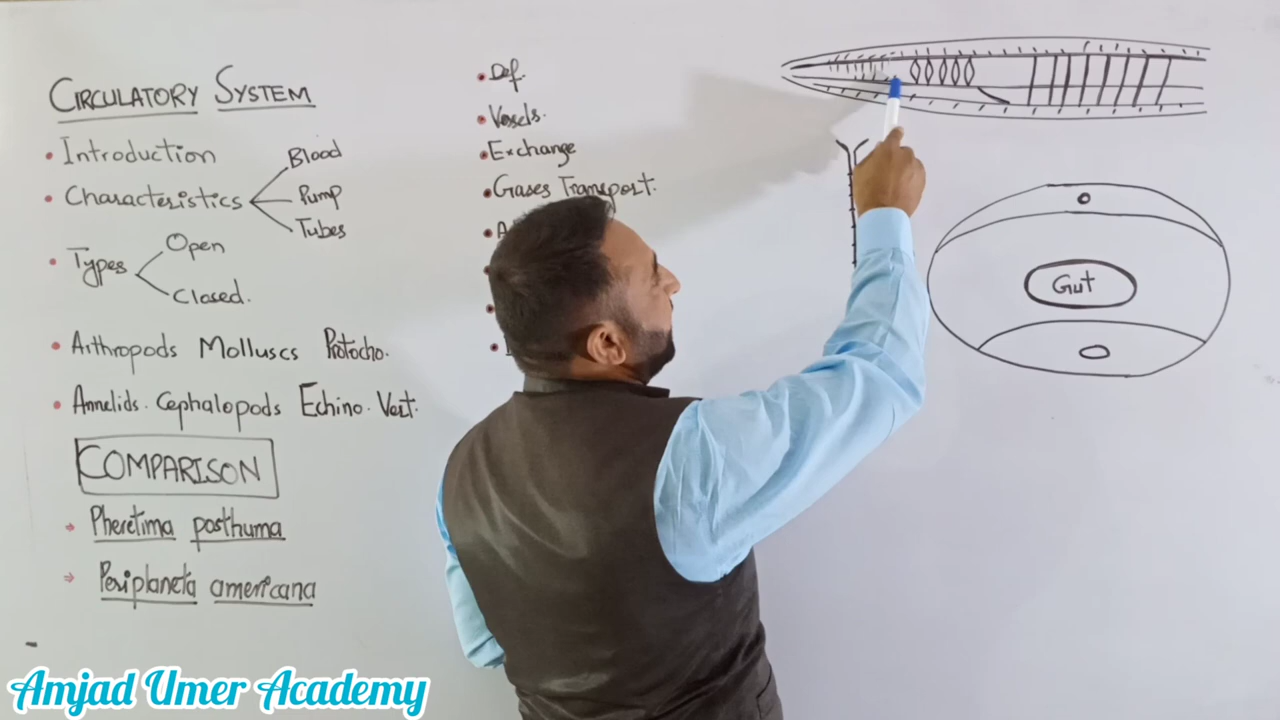 CIRCULATORY SYSTEM
• Introduction
• Characteristics
Blood
Pump
Tubes
• Types
Open
Closed.
• Arthropods Molluscs Protocho.
• Annelids. Cephalopods Echino. Vert.
COMPARISON
Pheretima posthuma
Periplaneta americana
• Def.
• Vessels.
• Exchange
• Gases Transport.
Gut
Amjad Umer Academy